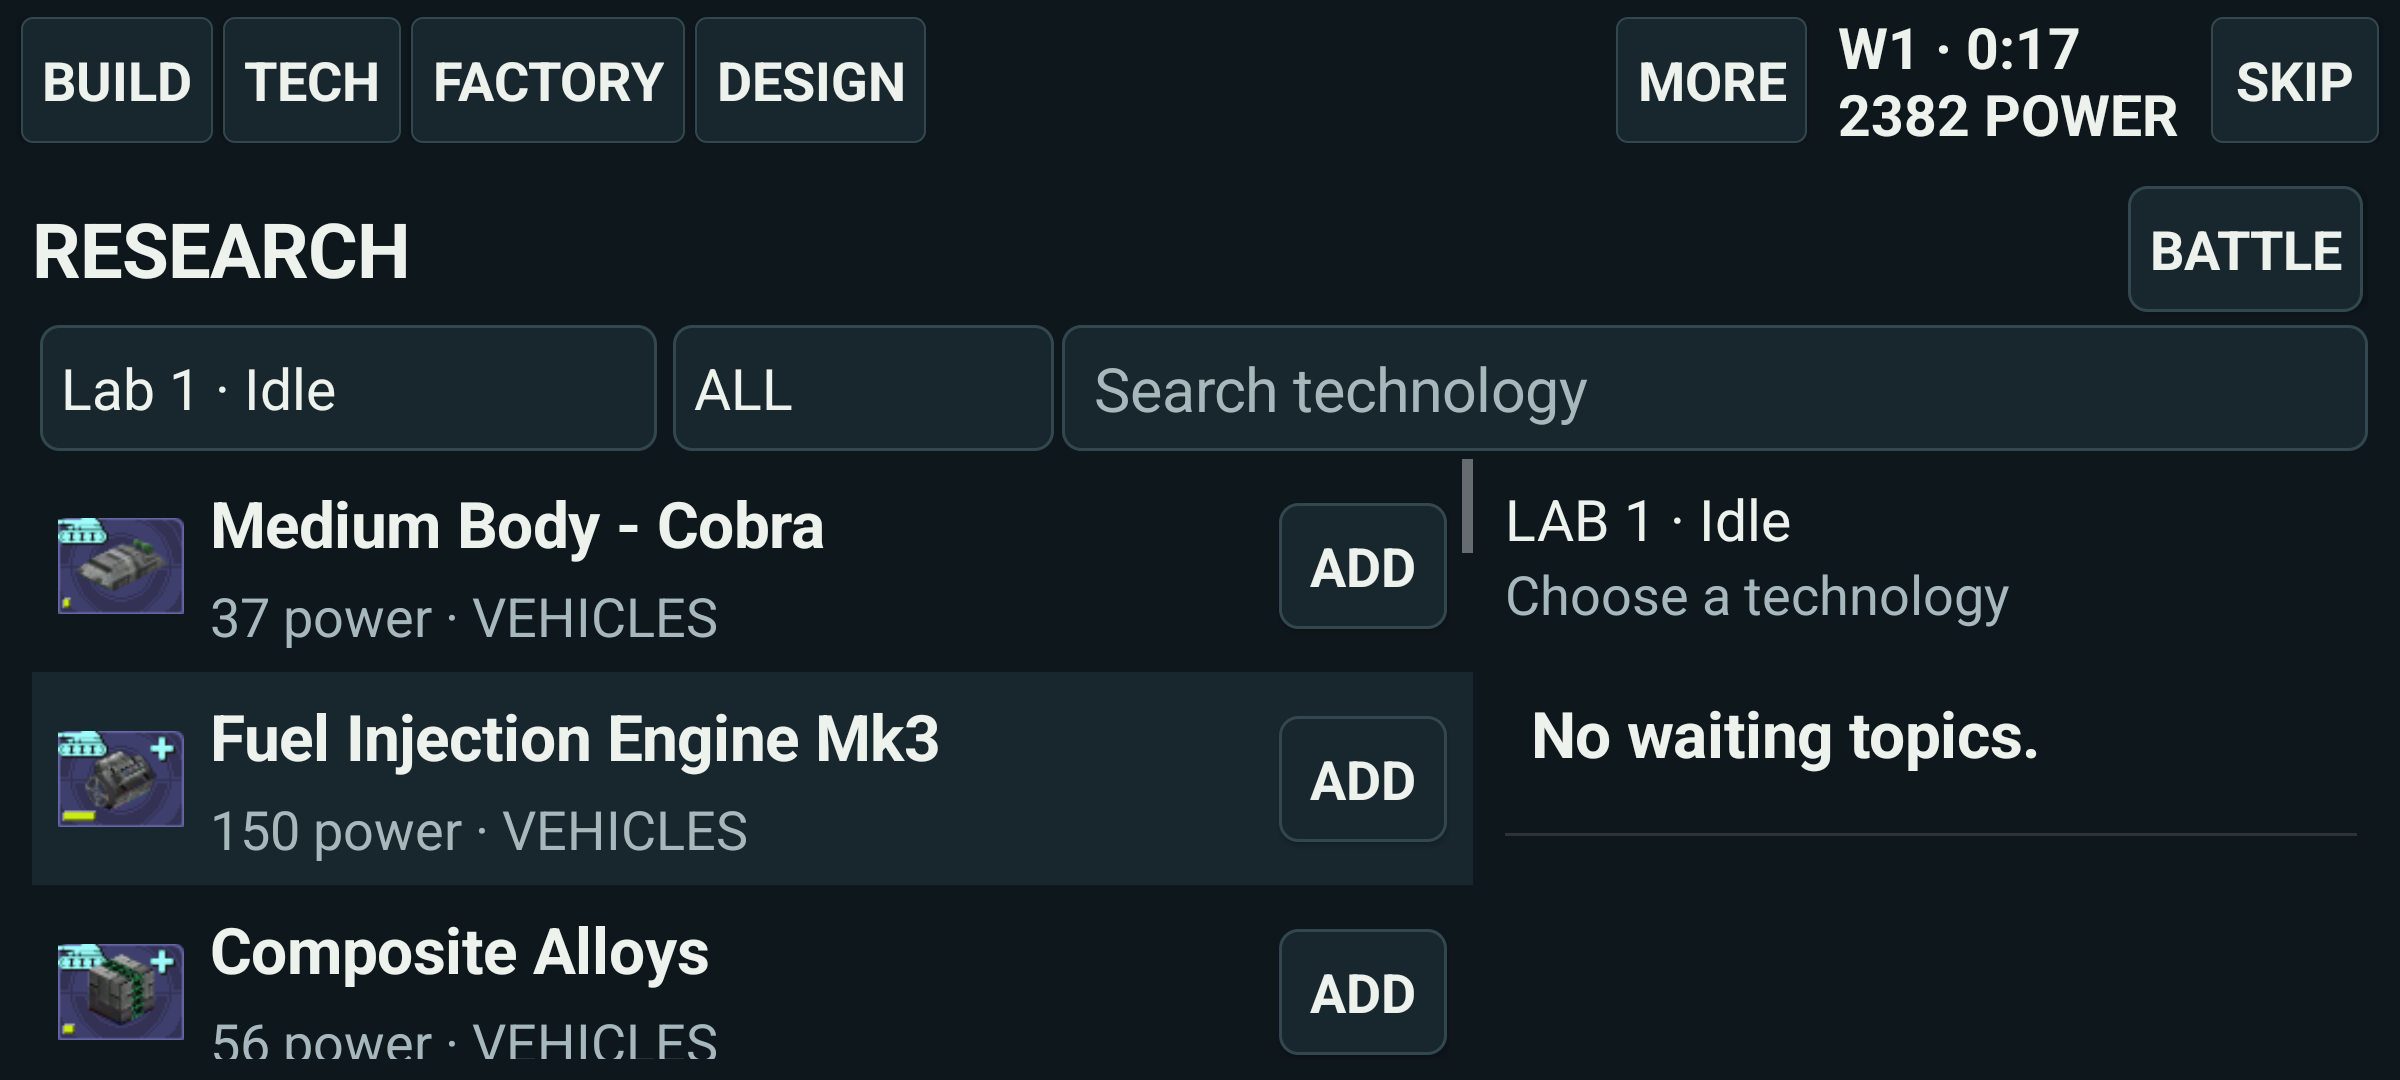 BUILD TECH FACTORY DESIGN MORE W1 · 0:17 SKIP
2382 POWER
RESEARCH BATTLE
Lab 1 · Idle ALL Search technology
Medium Body - Cobra ADD
37 power · VEHICLES
LAB 1 · Idle
Choose a technology
Fuel Injection Engine Mk3 ADD
150 power · VEHICLES
No waiting topics.
Composite Alloys ADD
56 power · VEHICLES